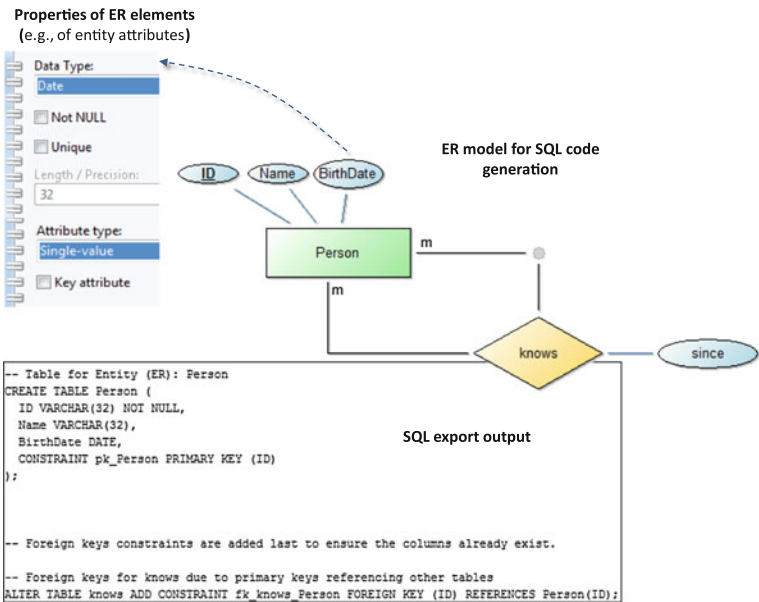 Properties of ER elements
(e.g., of entity attributes)
Data Type:
Date
Not NULL
Unique
Length / Precision:
32
Attribute type:
Single-value
Key attribute
ER model for SQL code
generation
ID
Name
BirthDate
Person
m
m
knows
since
SQL export output
-- Table for Entity (ER): Person
CREATE TABLE Person (
ID VARCHAR(32) NOT NULL,
Name VARCHAR(32),
BirthDate DATE,
CONSTRAINT pk_Person PRIMARY KEY (ID)
);
-- Foreign keys constraints are added last to ensure the columns already exist.
-- Foreign keys for knows due to primary keys referencing other tables
ALTER TABLE knows ADD CONSTRAINT fk_knows_Person FOREIGN KEY (ID) REFERENCES Person(ID);